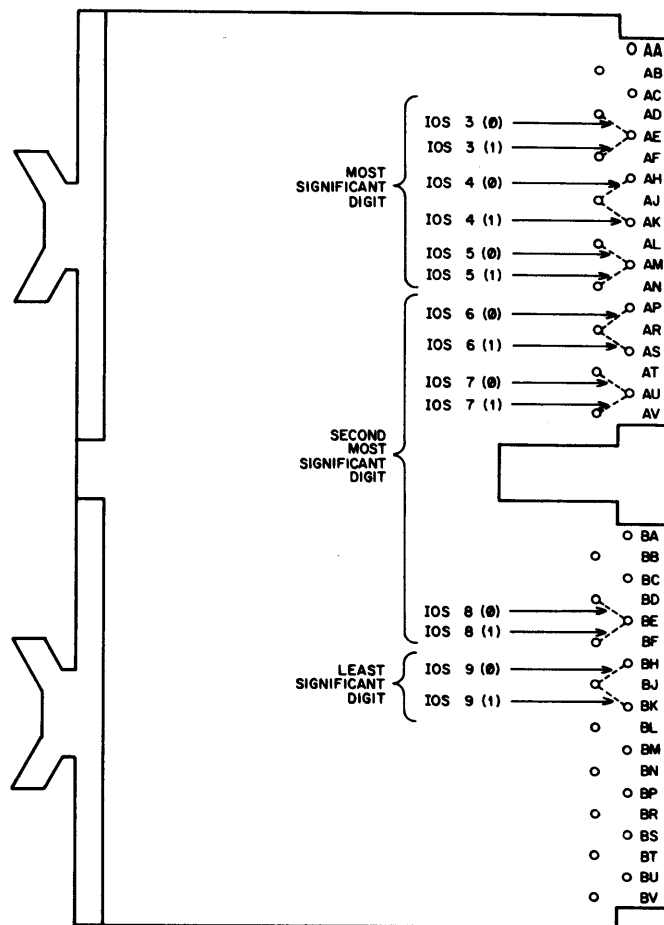 AA
AB
AC
AD
IOS 3 (0)
AE
IOS 3 (1)
AF
MOST
SIGNIFICANT
DIGIT
IOS 4 (0)
AH
AJ
IOS 4 (1)
AK
AL
IOS 5 (0)
AM
IOS 5 (1)
AN
IOS 6 (0)
AP
AR
IOS 6 (1)
AS
AT
IOS 7 (0)
AU
IOS 7 (1)
AV
SECOND
MOST
SIGNIFICANT
DIGIT
BA
BB
BC
BD
IOS 8 (0)
BE
IOS 8 (1)
BF
LEAST
SIGNIFICANT
DIGIT
IOS 9 (0)
BH
BJ
IOS 9 (1)
BK
BL
BM
BN
BP
BR
BS
BT
BU
BV